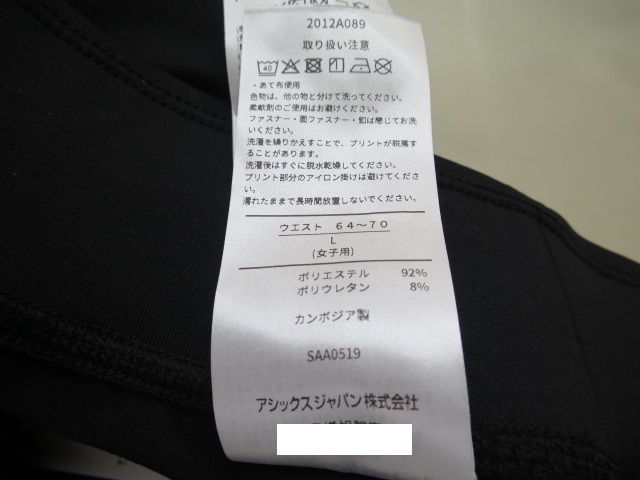 2012A089
取り扱い注意
40
・あて布使用
色物は、他の物と分けて洗ってください。
柔軟剤のご使用はお避けください。
ファスナー・面ファスナー・釦は閉じてお洗
いください。
洗濯を繰りかえすことで、プリントが脱落す
ることがあります。
洗濯後はすぐに脱水乾燥してください。
プリント部分のアイロン掛けは避けてください
。
濡れたままで長時間放置しないでください。
ウエスト 64～70
L
(女子用)
ポリエステル 92%
ポリウレタン 8%
カンボジア製
SAA0519
アシックスジャパン株式会社